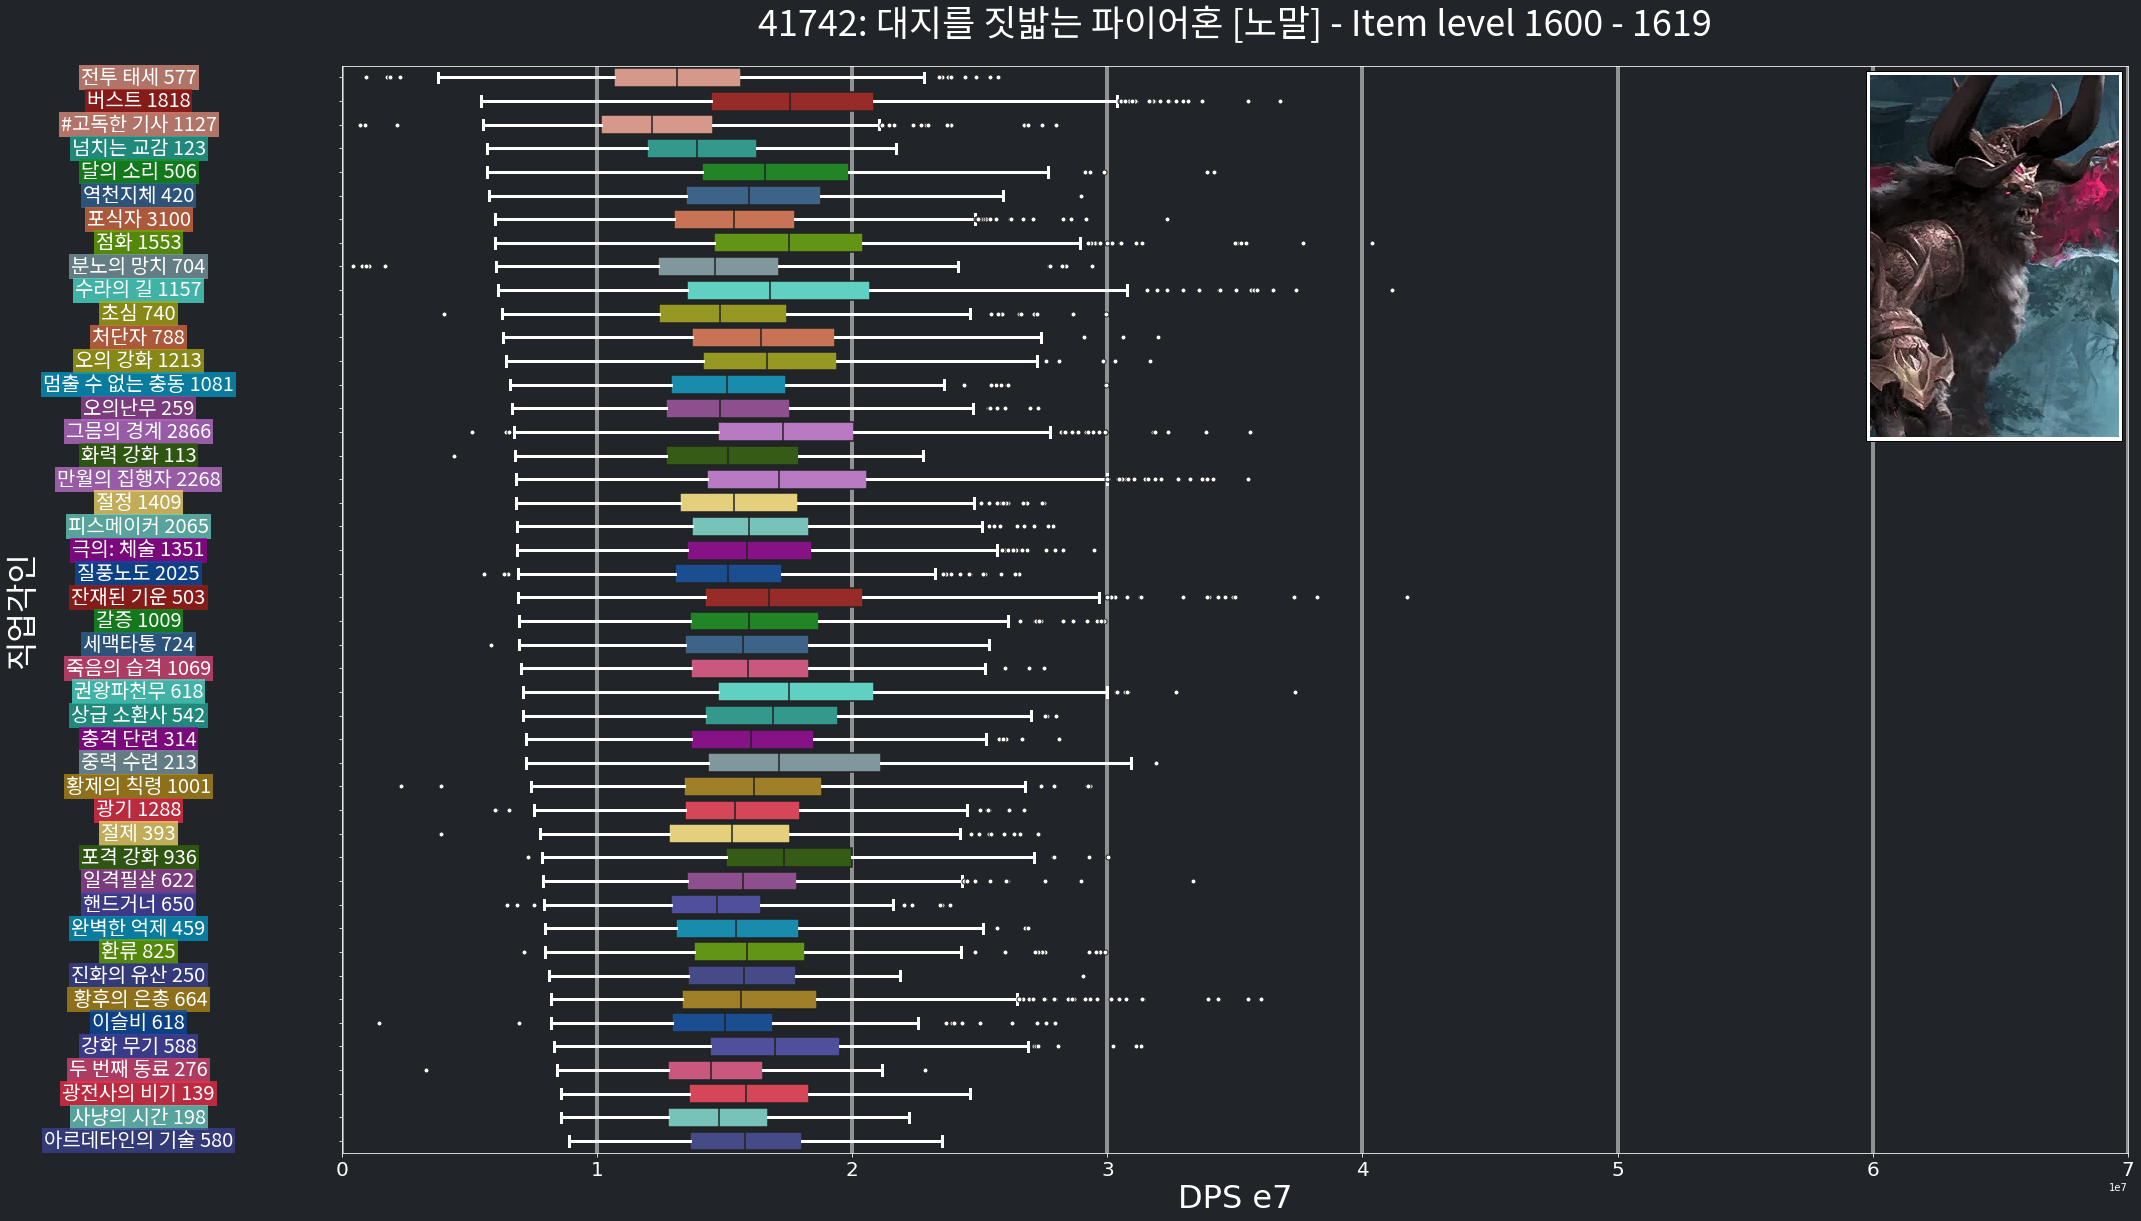 41742: 대지를 짓밟는 파이어혼 [노말] - Item level 1600 - 1619
직업각인
전투 태세 577
버스트 1818
#고독한 기사 1127
넘치는 교감 123
달의 소리 506
역천지체 420
포식자 3100
점화 1553
분노의 망치 704
수라의 길 1157
초심 740
처단자 788
오의 강화 1213
멈출 수 없는 충동 1081
오의난무 259
그믐의 경계 2866
화력 강화 113
만월의 집행자 2268
절정 1409
피스메이커 2065
극의: 체술 1351
질풍노도 2025
잔재된 기운 503
갈증 1009
세맥타통 724
죽음의 습격 1069
권왕파천무 618
상급 소환사 542
충격 단련 314
중력 수련 213
황제의 칙령 1001
광기 1288
절제 393
포격 강화 936
일격필살 622
핸드거너 650
완벽한 억제 459
환류 825
진화의 유산 250
황후의 은총 664
이슬비 618
강화 무기 588
두 번째 동료 276
광전사의 비기 139
사냥의 시간 198
아르데타인의 기술 580
0 1 2 3 4 5 6 7
1e7
DPS e7